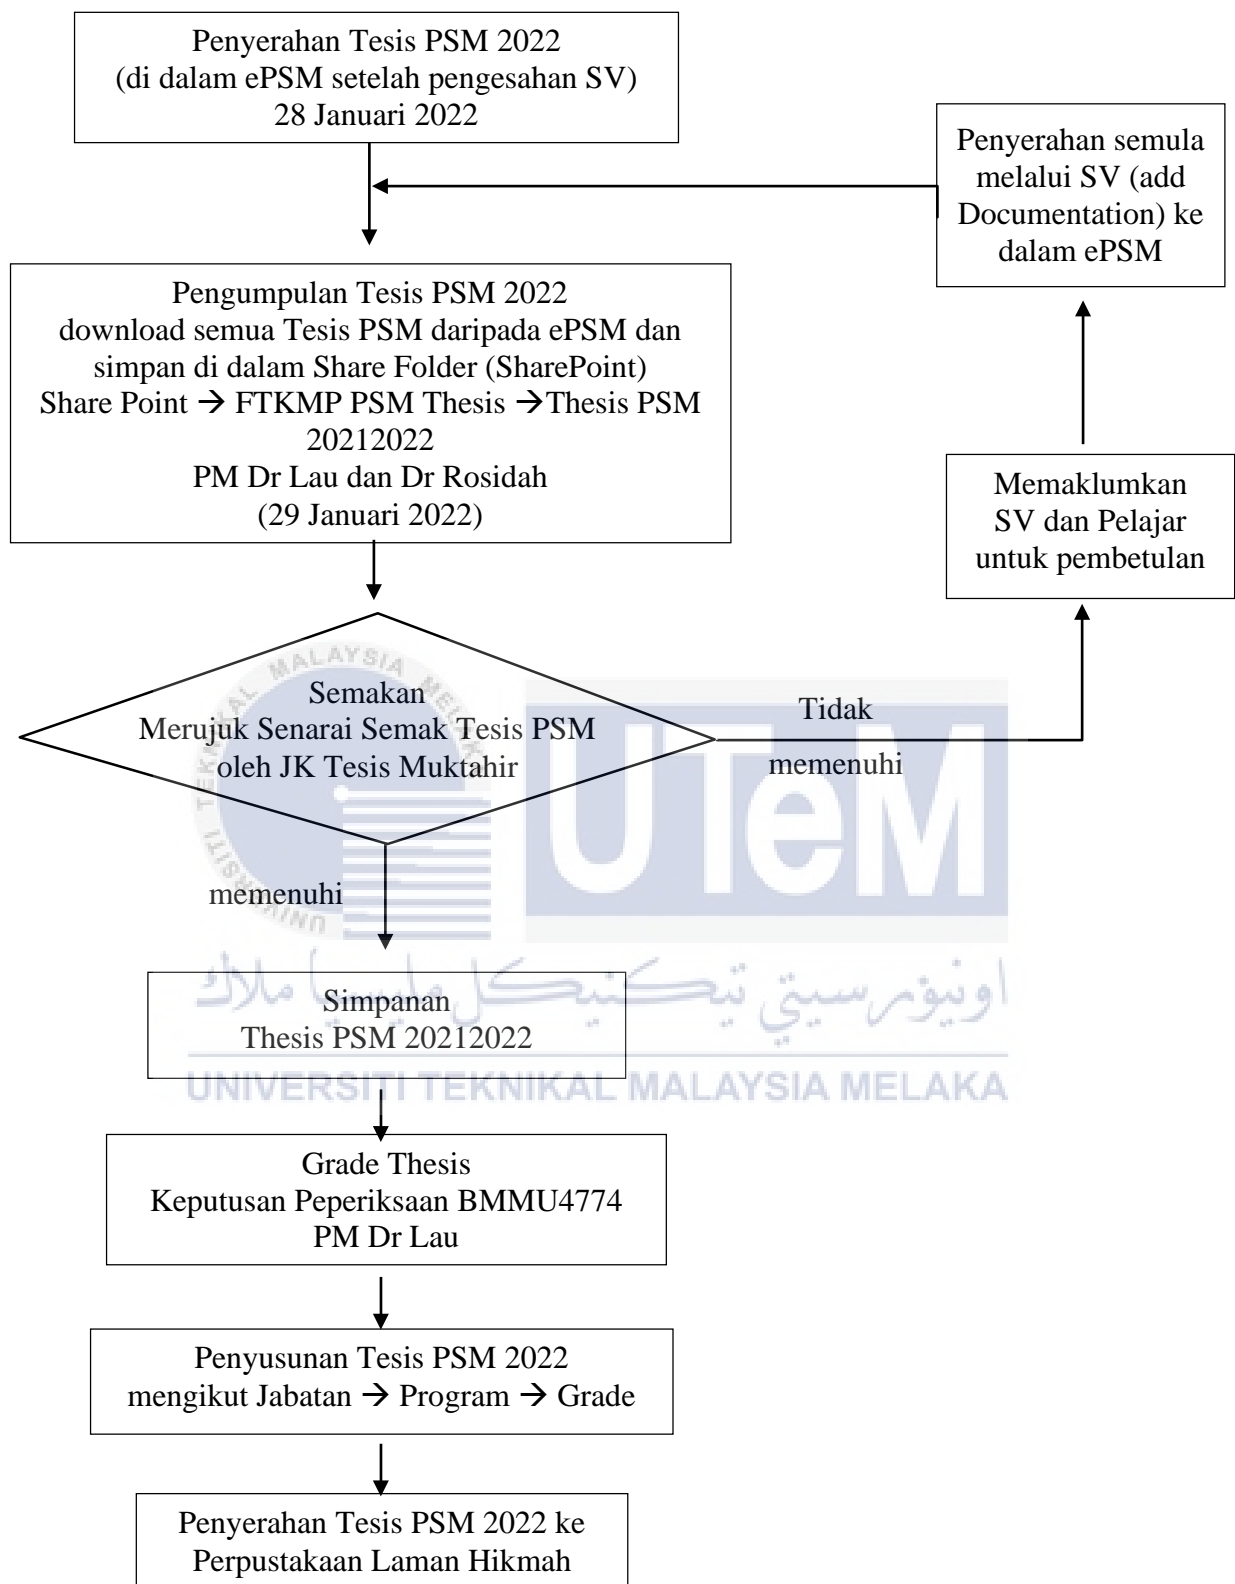 Penyerahan Tesis PSM 2022
(di dalam ePSM setelah pengesahan SV)
28 Januari 2022
Penyerahan semula
melalui SV (add
Documentation) ke
dalam ePSM
Pengumpulan Tesis PSM 2022
download semua Tesis PSM daripada ePSM dan
simpan di dalam Share Folder (SharePoint)
Share Point → FTKMP PSM Thesis →Thesis PSM
20212022
PM Dr Lau dan Dr Rosidah
(29 Januari 2022)
Memaklumkan
SV dan Pelajar
untuk pembetulan
Semakan
Merujuk Senarai Semak Tesis PSM
oleh JK Tesis Muktahir
Tidak
memenuhi
memenuhi
UNIVERSITI TEKNIKAL MALAYSIA MELAKA
UTeM
اونيۏرسيتي تيكنيكل مليسيا ملاك
UNIVERSITI TEKNIKAL MALAYSIA MELAKA
Simpanan
Thesis PSM 20212022
Grade Thesis
Keputusan Peperiksaan BMMU4774
PM Dr Lau
Penyusunan Tesis PSM 2022
mengikut Jabatan → Program → Grade
Penyerahan Tesis PSM 2022 ke
Perpustakaan Laman Hikmah